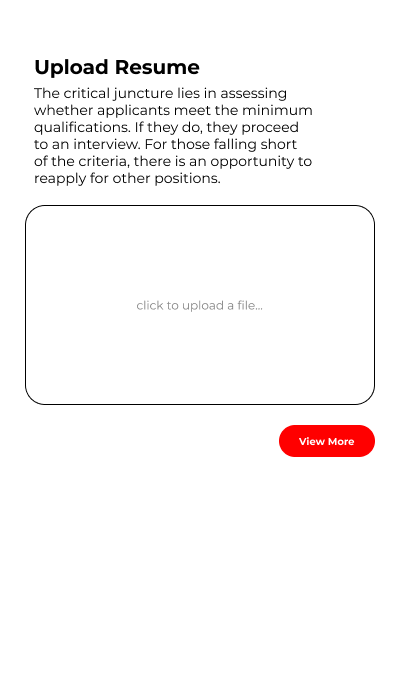 Upload Resume
The critical juncture lies in assessing
whether applicants meet the minimum
qualifications. If they do, they proceed
to an interview. For those falling short
of the criteria, there is an opportunity to
reapply for other positions.
click to upload a file...
View More